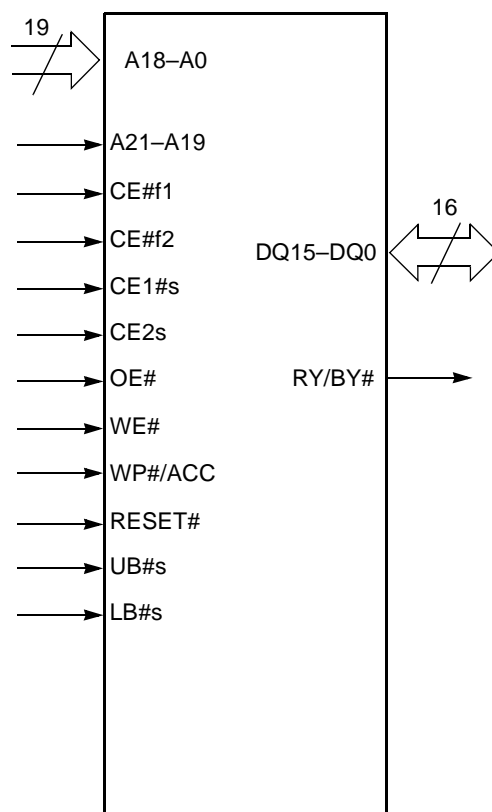 19
A18–A0
A21–A19
CE#f1
CE#f2
16
DQ15–DQ0
CE1#s
CE2s
OE#
RY/BY#
WE#
WP#/ACC
RESET#
UB#s
LB#s